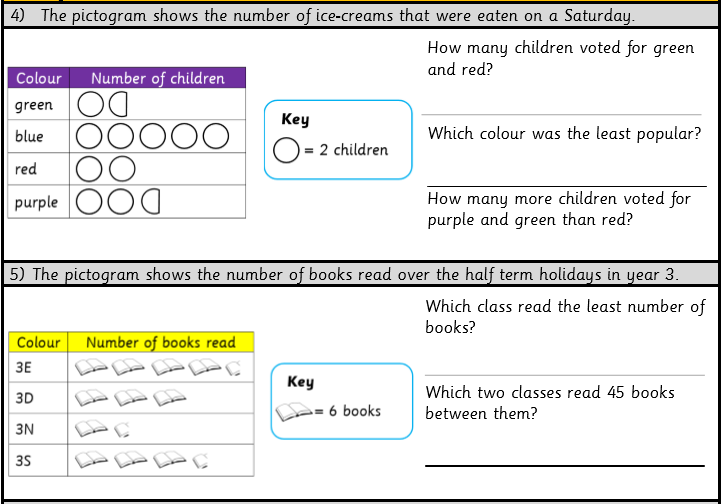 4) The pictogram shows the number of ice-creams that were eaten on a Saturday.
Colour Number of children
green
blue
red
purple
Key
= 2 children
How many children voted for green
and red?
Which colour was the least popular?
How many more children voted for
purple and green than red?
5) The pictogram shows the number of books read over the half term holidays in year 3.
Colour Number of books read
3E
3D
3N
3S
Key
= 6 books
Which class read the least number of
books?
Which two classes read 45 books
between them?